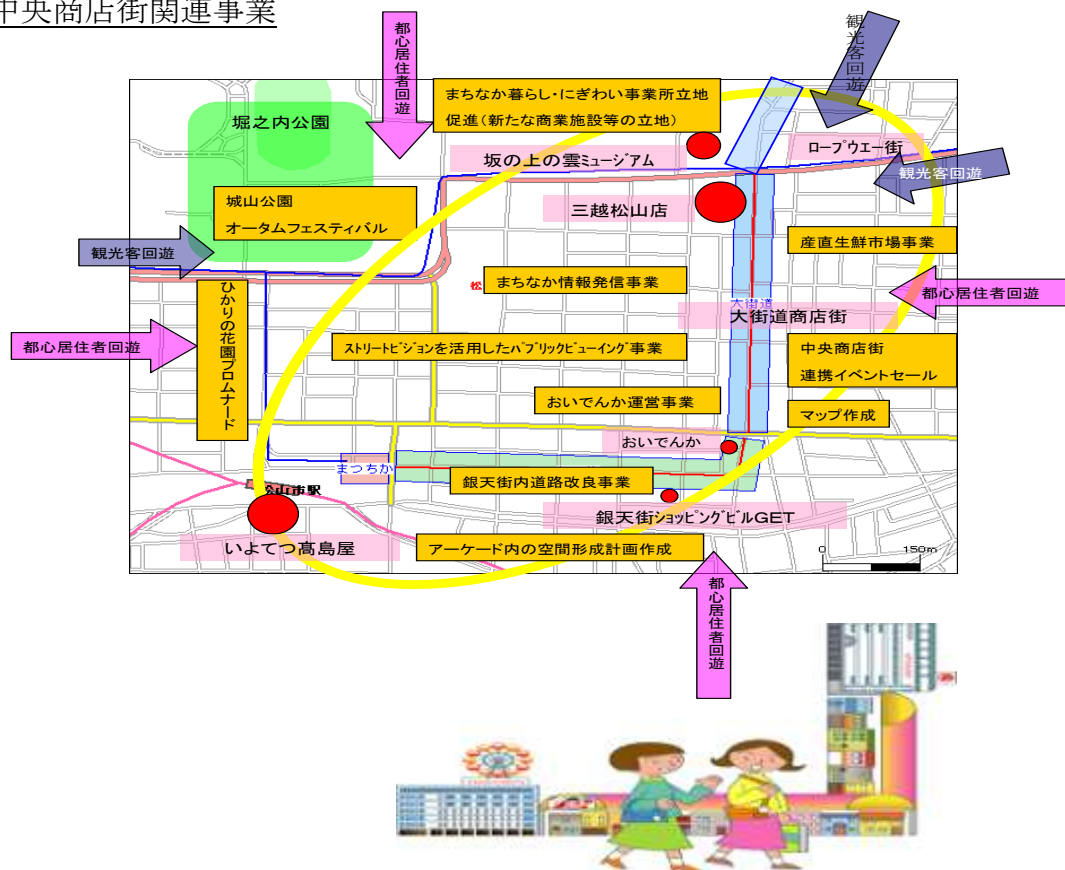 中央商店街関連事業
都心居住者回遊
観光客回遊
まちなか暮らし・にぎわい事業所立地
促進(新たな商業施設等の立地)
堀之内公園
ロープウエー街
坂の上の雲ミュージアム
観光客回遊
城山公園
オータムフェスティバル
三越松山店
産直生鮮市場事業
観光客回遊
まちなか情報発信事業
松
都心居住者回遊
ひかりの花園プロムナード
大街道
大街道商店街
都心居住者回遊
ストリートビジョンを活用したパブリックビューイング事業
中央商店街
連携イベントセール
おいでんか運営事業
マップ作成
おいでんか
まつちか
銀天街内道路改良事業
松山市駅
銀天街ショッピングビルGET
いよてつ髙島屋
アーケード内の空間形成計画作成
0 150m
都心居住者回遊